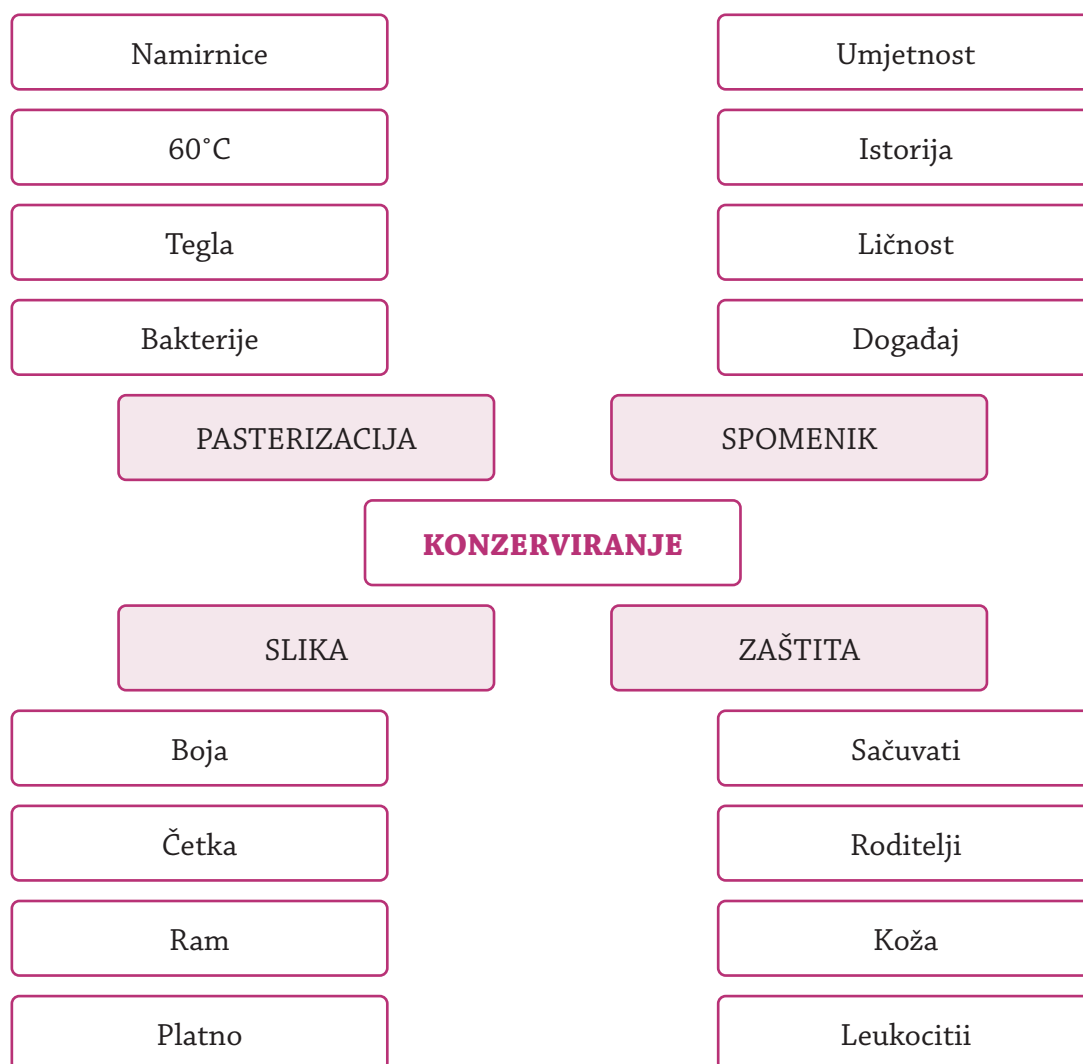 Namirnice
Umjetnost
60˚C
Istorija
Tegla
Ličnost
Bakterije
Događaj
PASTERIZACIJA
SPOMENIK
KONZERVIRANJE
SLIKA
ZAŠTITA
Boja
Sačuvati
Četka
Roditelji
Ram
Koža
Platno
Leukocitii